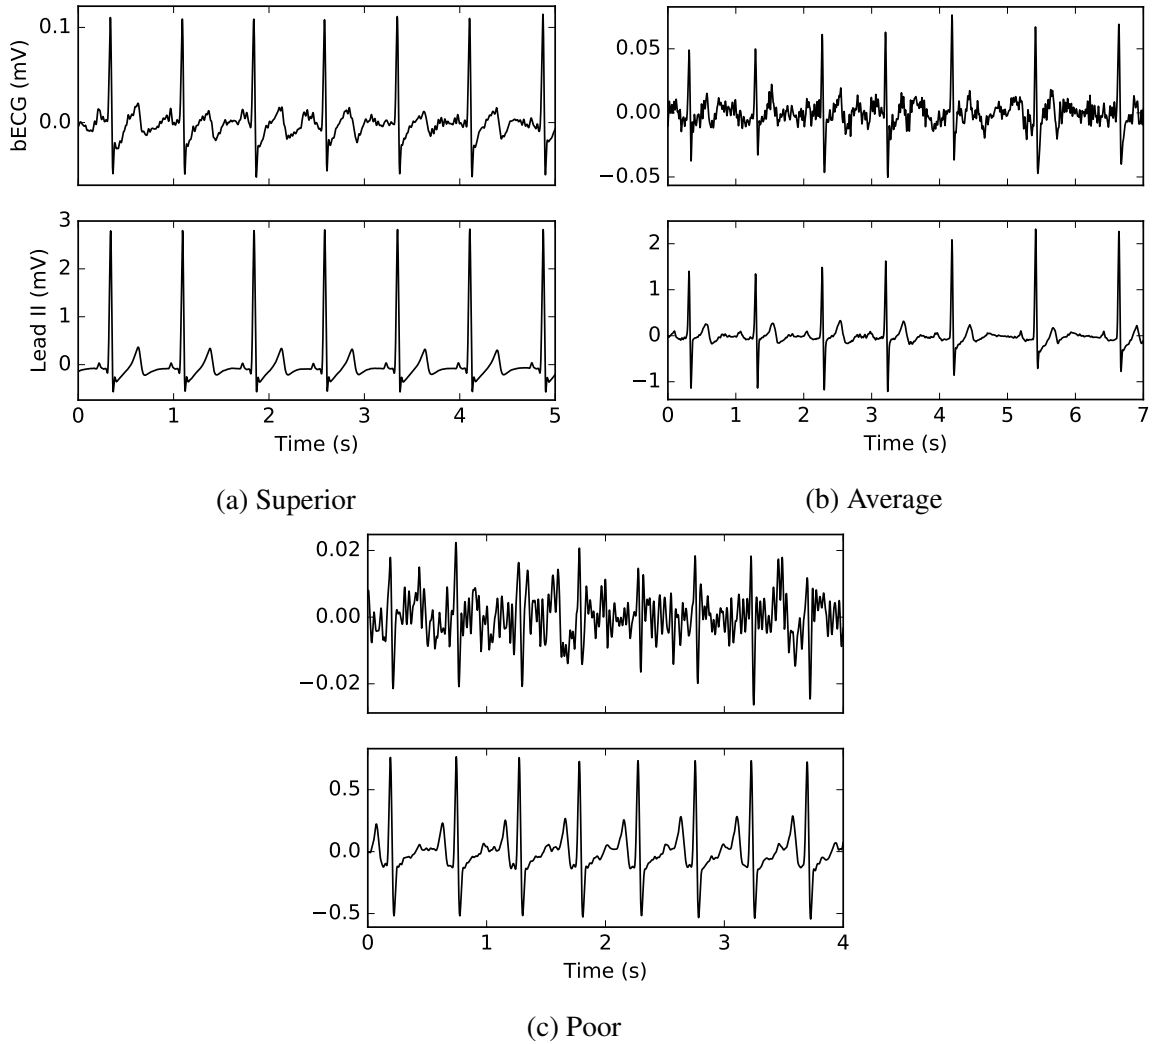 0.1
0.0
bECG (mV)
3
2
1
0
Lead II (mV)
0 1 2 3 4 5
Time (s)
(a) Superior
0.05
0.00
−0.05
2
1
0
−1
0 1 2 3 4 5 6 7
Time (s)
(b) Average
0.02
0.00
−0.02
0.5
0.0
−0.5
0 1 2 3 4
Time (s)
(c) Poor